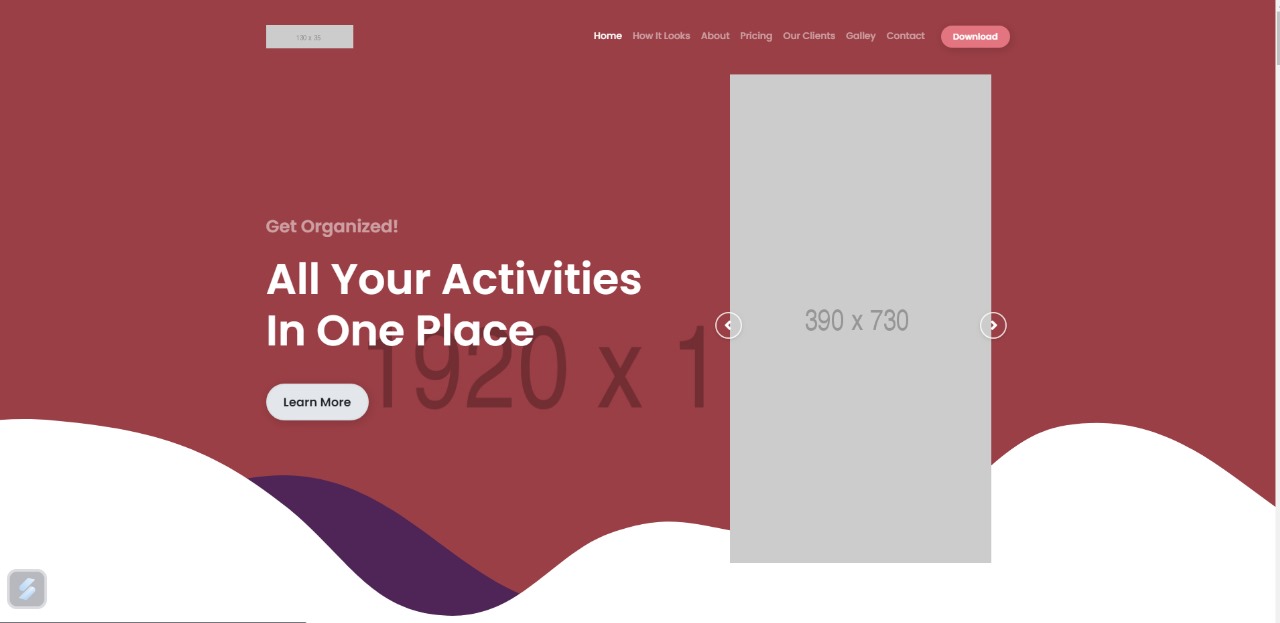 130 x 35
Home How It Looks About Pricing Our Clients Galley Contact Download
Get Organized!
All Your Activities
In One Place
1920 x 1
390 x 730
Learn More